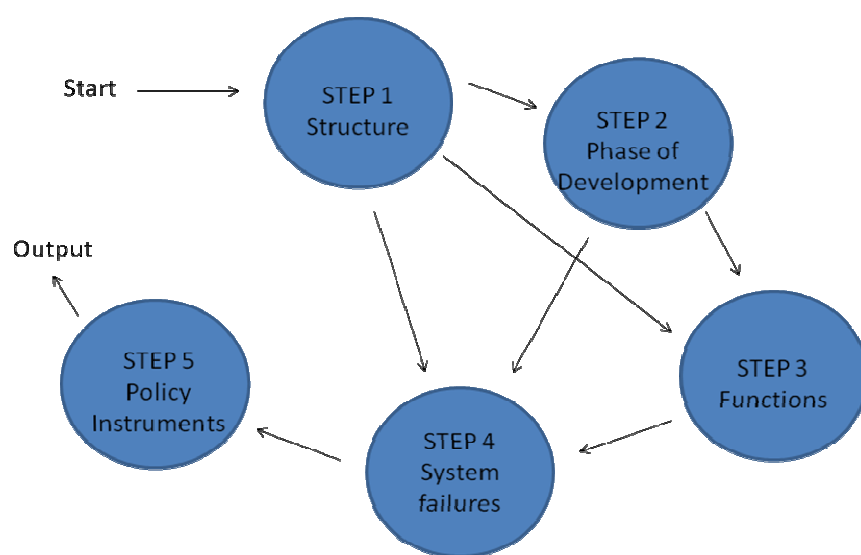 Start
STEP 1
Structure
STEP 2
Phase of
Development
STEP 3
Functions
STEP 4
System
failures
STEP 5
Policy
Instruments
Output